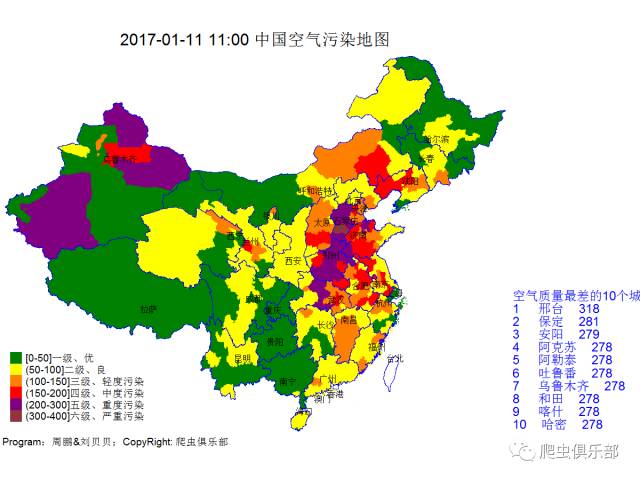 2017-01-11 11:00 中国空气污染地图
哈尔滨
长春
沈阳
乌鲁木齐
呼和浩特
太原
石家庄
济南
银川
西宁
兰州
西安
郑州
合肥
南京
杭州
武汉
拉萨
成都
重庆
长沙
南昌
贵阳
福州
昆明
台北
南宁
广州
香港
澳门
海口
空气质量最差的10个城
1 邢台 318
2 保定 281
3 安阳 279
4 阿克苏 278
5 阿勒泰 278
6 吐鲁番 278
7 乌鲁木齐 278
8 和田 278
9 喀什 278
10 哈密 278
[0-50]一级、优
(50-100]二级、良
(100-150]三级、轻度污染
(150-200]四级、中度污染
(200-300]五级、重度污染
(300-400]六级、严重污染
Program：周鹏&刘贝贝；CopyRight: 爬虫俱乐部
爬虫俱乐部